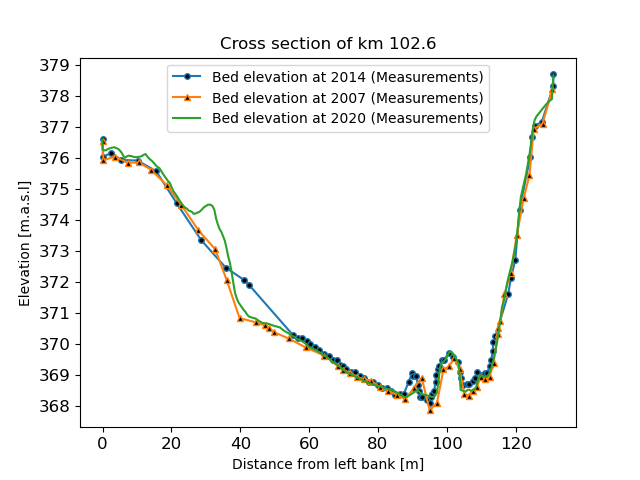 Cross section of km 102.6
Bed elevation at 2014 (Measurements)
Bed elevation at 2007 (Measurements)
Bed elevation at 2020 (Measurements)
Elevation [m.a.s.l]
379
378
377
376
375
374
373
372
371
370
369
368
0 20 40 60 80 100 120
Distance from left bank [m]